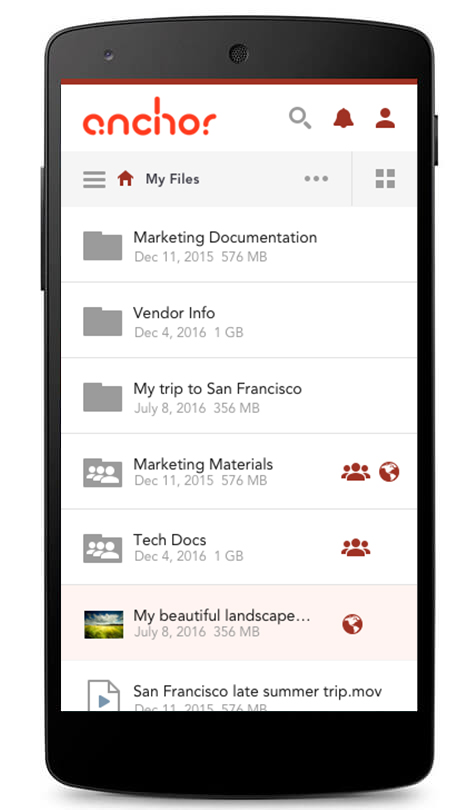 anchor
My Files
Marketing Documentation
Dec 11, 2015 576 MB
Vendor Info
Dec 4, 2016 1 GB
My trip to San Francisco
July 8, 2016 356 MB
Marketing Materials
Dec 11, 2015 576 MB
Tech Docs
Dec 4, 2016 1 GB
My beautiful landscape...
July 8, 2016 356 MB
San Francisco late summer trip.mov
Dec 11, 2015 576 MB